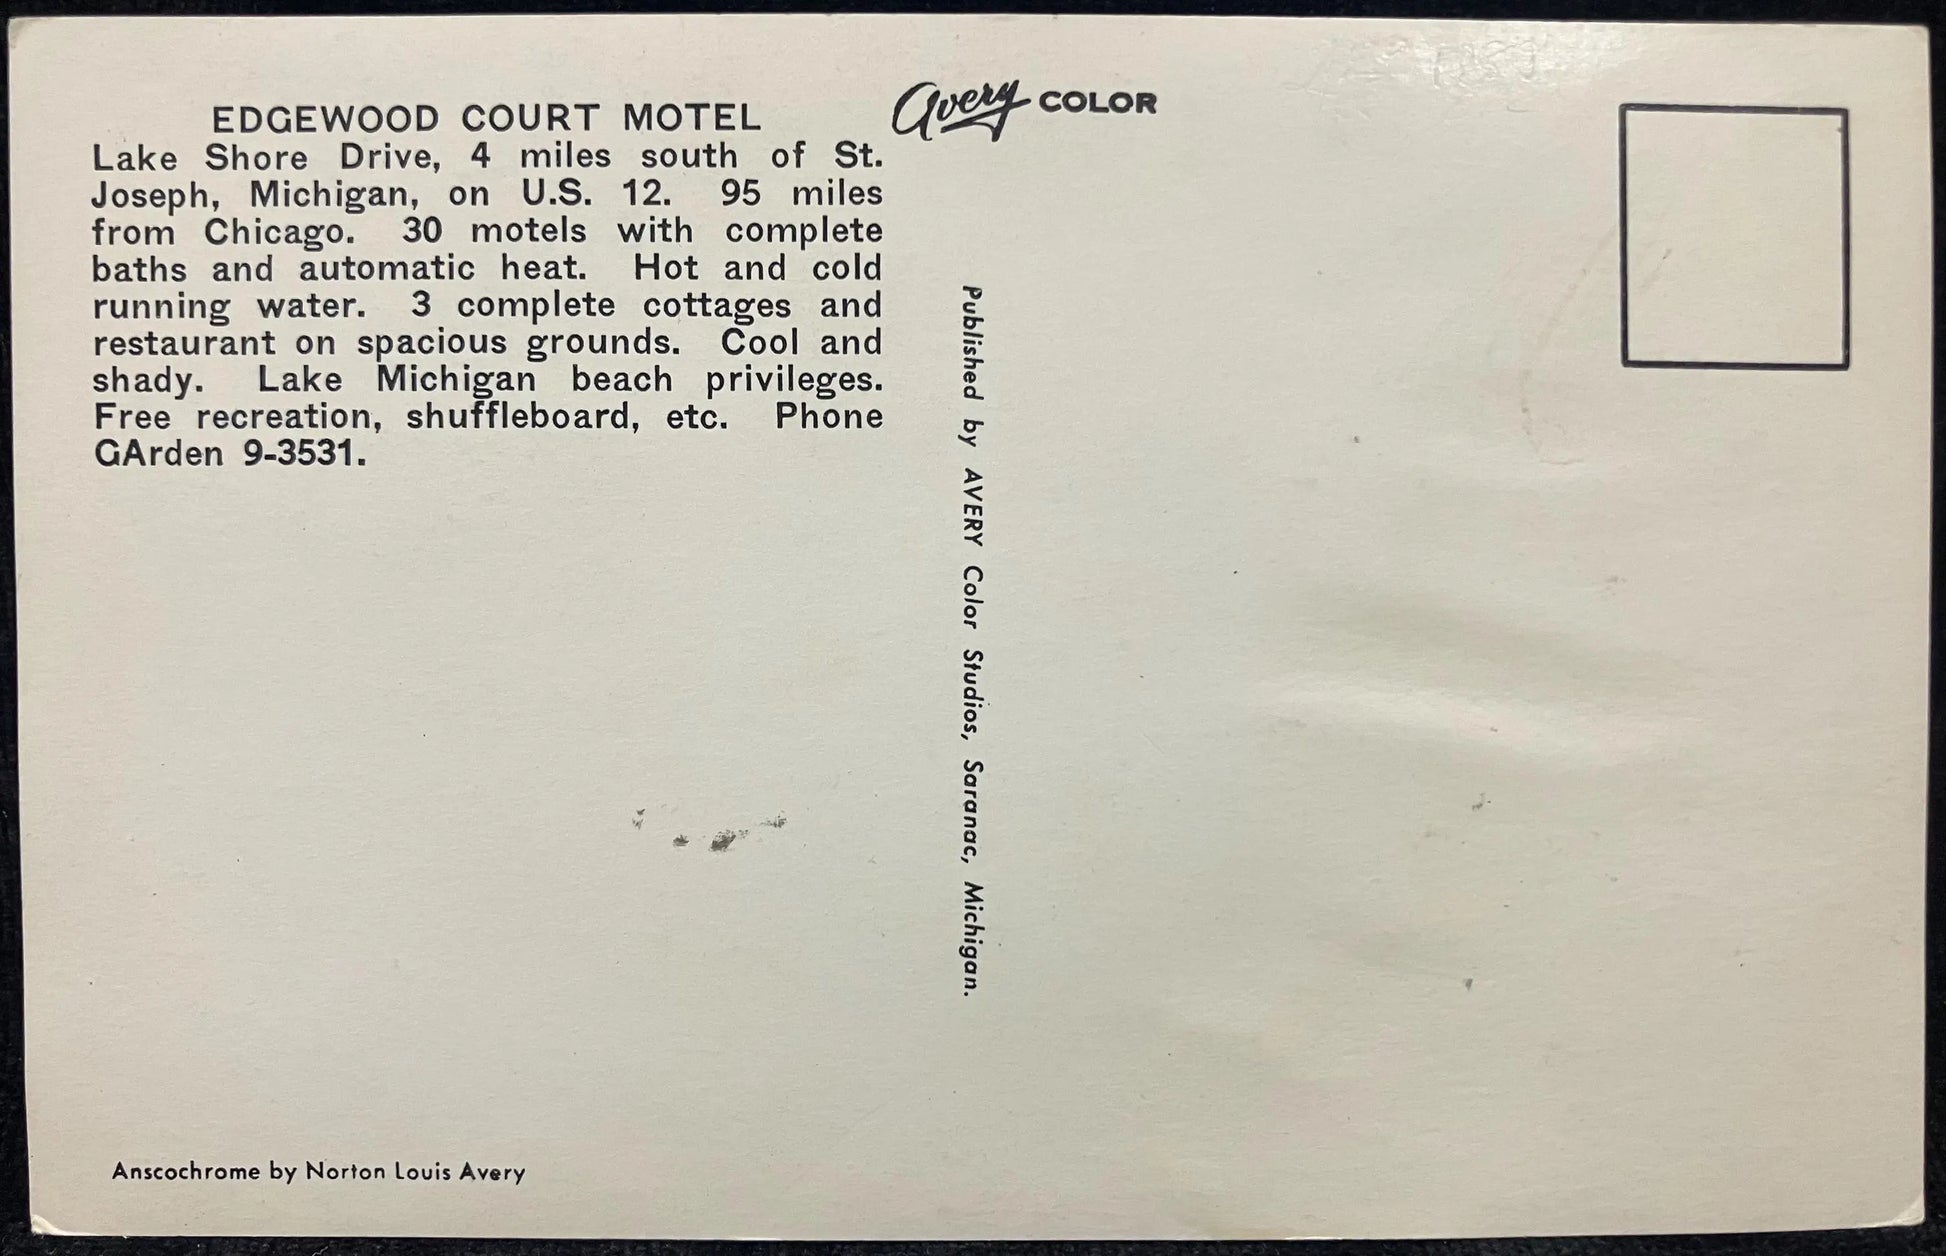 EDGEWOOD COURT MOTEL
Lake Shore Drive, 4 miles south of St.
Joseph, Michigan, on U.S. 12. 95 miles
from Chicago. 30 motels with complete
baths and automatic heat. Hot and cold
running water. 3 complete cottages and
restaurant on spacious grounds. Cool and
shady. Lake Michigan beach privileges.
Free recreation, shuffleboard, etc. Phone
GArden 9-3531.
Avery COLOR
Published by AVERY Color Studios, Saranac, Michigan.
Anscochrome by Norton Louis Avery